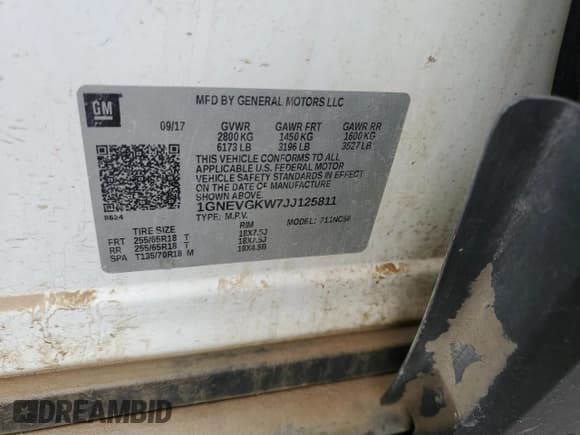 GM
MFD BY GENERAL MOTORS LLC
09/17 GVWR GAWR FRT GAWR RR
2800 KG 1450 KG 1600 KG
6173 LB 3196 LB 3527 LB
THIS VEHICLE CONFORMS TO ALL
APPLICABLE U.S. FEDERAL MOTOR
VEHICLE SAFETY STANDARDS IN EFFECT
ON THE DATE OF MANUFACTURE
1GNEVGKW7JJ125811
TYPE: M.P.V. MODEL:
TIRE SIZE RIM
FRT 255/65R18 T 18X7.5J
RR 255/65R18 T 18X7.5J
SPA T135/70R18 M 18X4.5B
DREAMBID